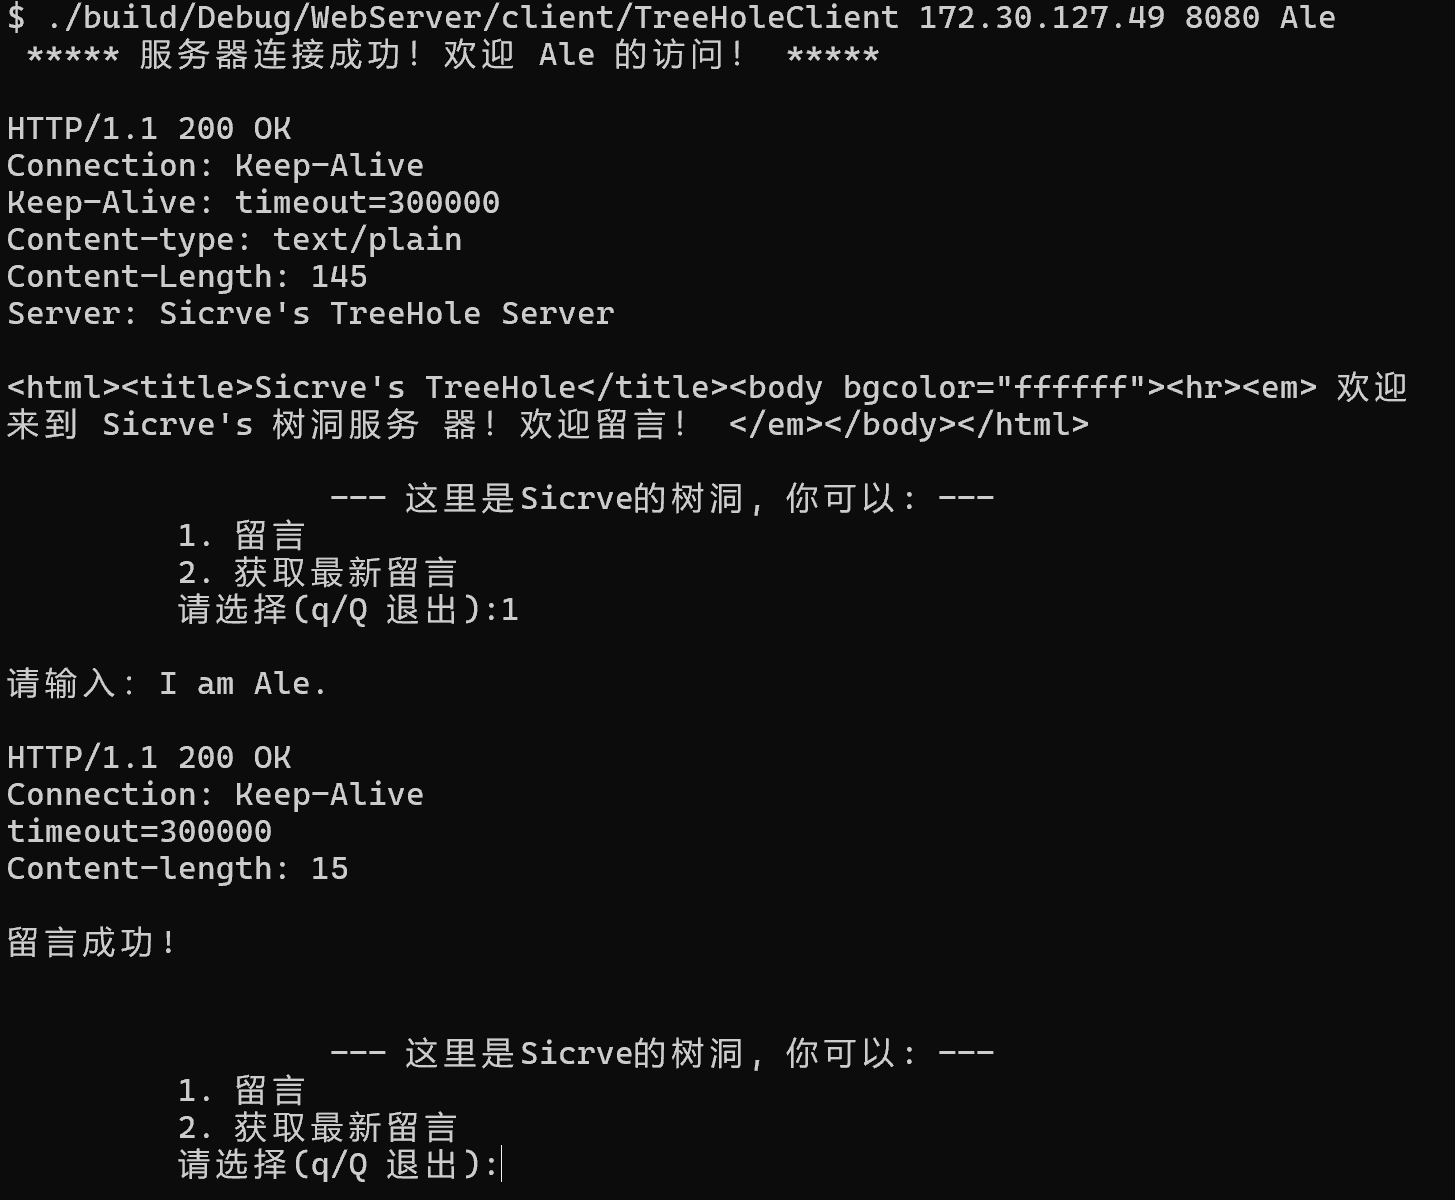 $ ./build/Debug/WebServer/client/TreeHoleClient 172.30.127.49 8080 Ale
***** 服务器连接成功！欢迎 Ale 的访问！ *****
HTTP/1.1 200 OK
Connection: Keep-Alive
Keep-Alive: timeout=300000
Content-type: text/plain
Content-Length: 145
Server: Sicrve's TreeHole Server
<html><title>Sicrve's TreeHole</title><body bgcolor="ffffff"><hr><em> 欢迎
来到 Sicrve's 树洞服务 器！欢迎留言！ </em></body></html>
--- 这里是Sicrve的树洞，你可以：---
1. 留言
2. 获取最新留言
请选择(q/Q 退出):1
请输入：I am Ale.
HTTP/1.1 200 OK
Connection: Keep-Alive
timeout=300000
Content-length: 15
留言成功！
--- 这里是Sicrve的树洞，你可以：---
1. 留言
2. 获取最新留言
请选择(q/Q 退出):